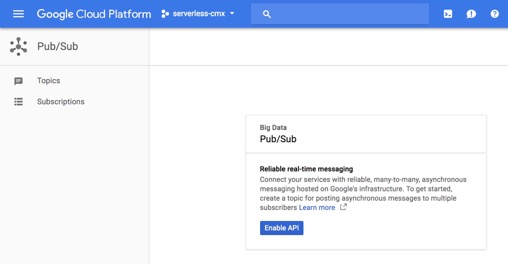 Google Cloud Platform serverless-cmx
Pub/Sub
Topics
Subscriptions
Big Data
Pub/Sub
Reliable real-time messaging
Connect your services with reliable, many-to-many, asynchronous
messaging hosted on Google's infrastructure. To get started,
create a topic for posting asynchronous messages to multiple
subscribers Learn more
Enable API